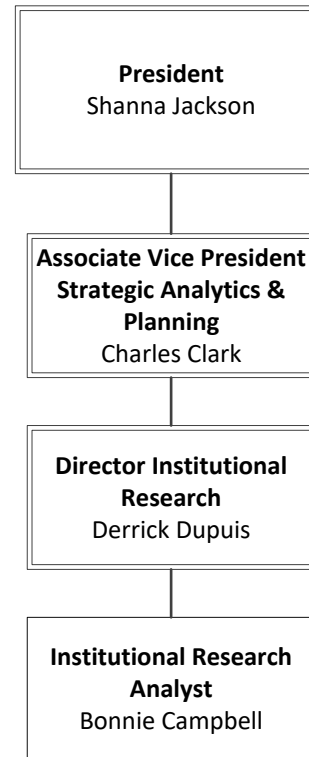 President
Shanna Jackson
Associate Vice President
Strategic Analytics &
Planning
Charles Clark
Director Institutional
Research
Derrick Dupuis
Institutional Research
Analyst
Bonnie Campbell